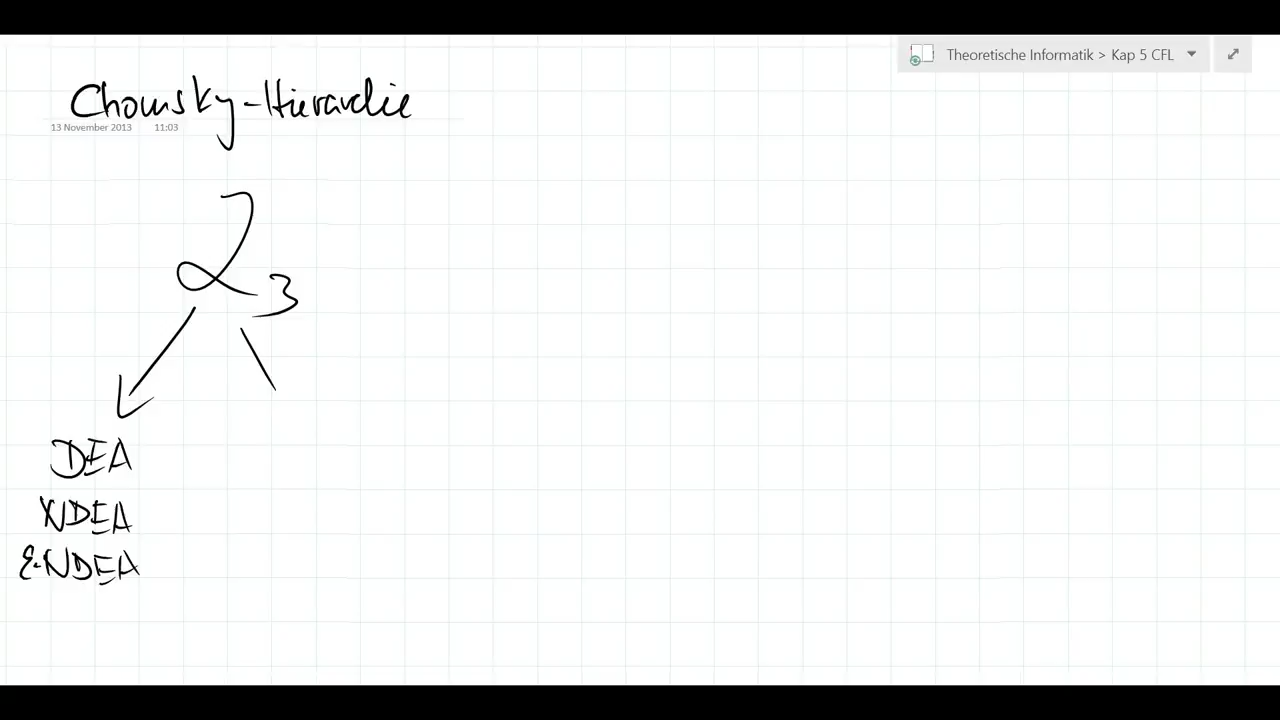 Theoretische Informatik > Kap 5 CFL
Chomsky-Hierarchie
13 November 2013 11:03
ℒ3
DEA
NDEA
ε-NDEA